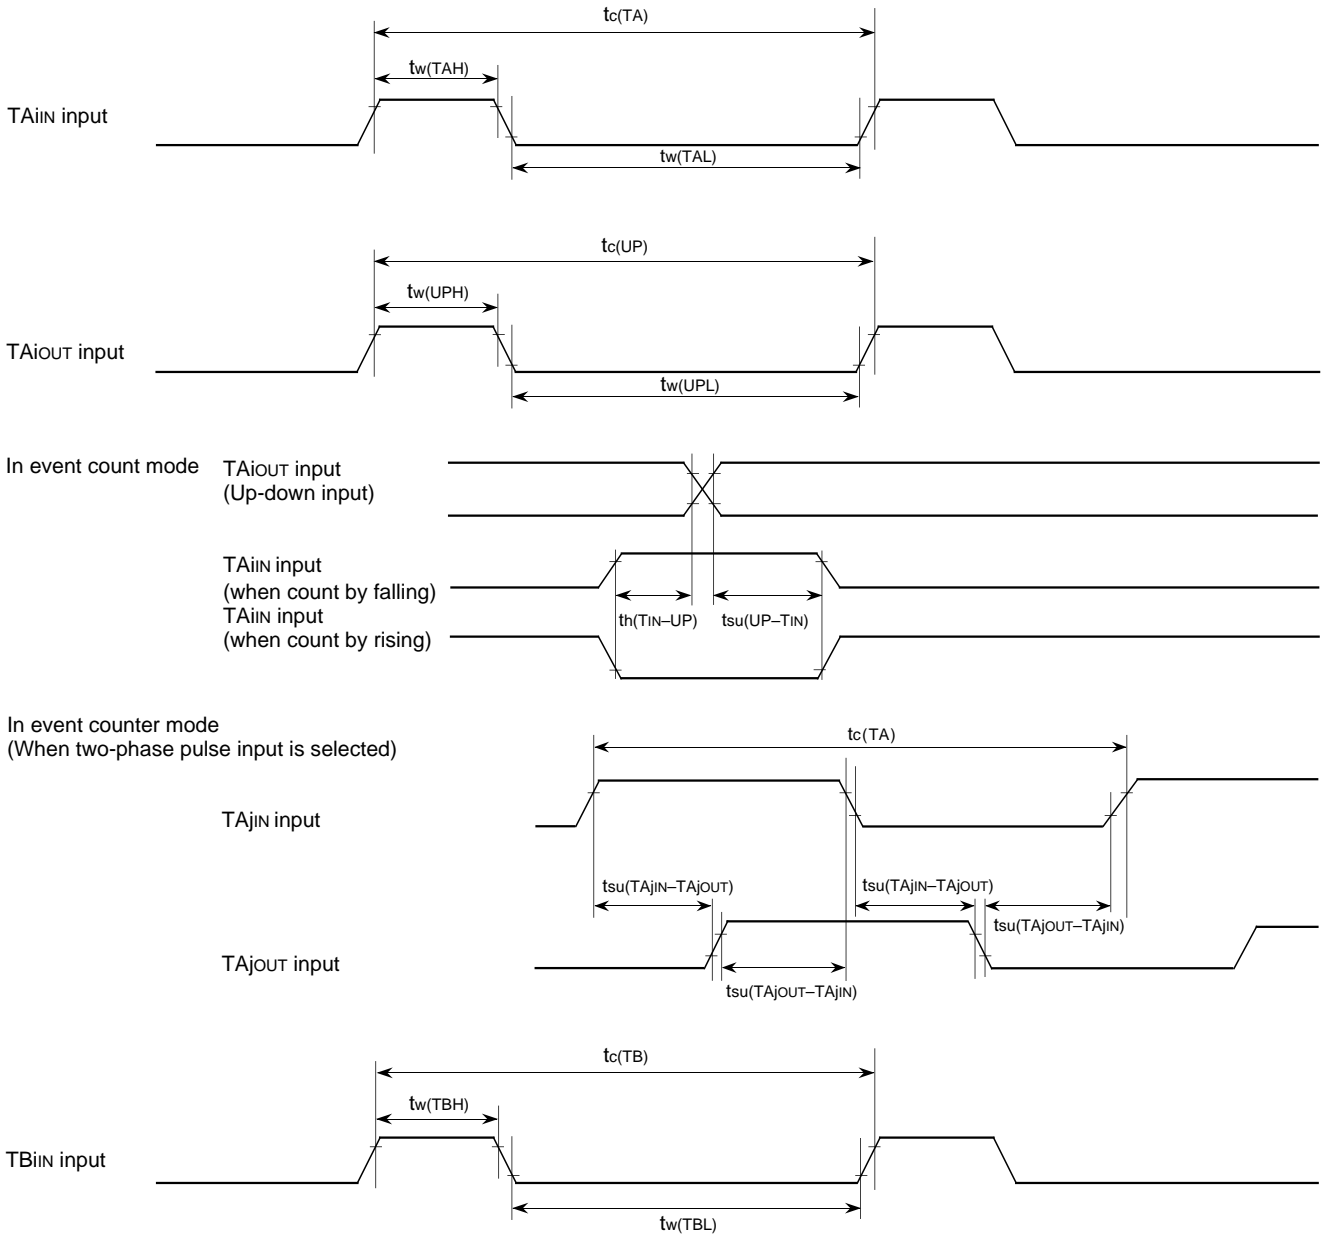 tc(TA)
tw(TAH)
TAiIN input
tw(TAL)
tc(UP)
tw(UPH)
TAiOUT input
tw(UPL)
In event count mode
TAiOUT input
(Up-down input)
TAiIN input
(when count by falling)
TAiIN input
(when count by rising)
th(TIN–UP)
tsu(UP–TIN)
In event counter mode
(When two-phase pulse input is selected)
tc(TA)
TAjIN input
tsu(TAjIN–TAjOUT)
tsu(TAjIN–TAjOUT)
tsu(TAjOUT–TAjIN)
TAjOUT input
tsu(TAjOUT–TAjIN)
tc(TB)
tw(TBH)
TBiIN input
tw(TBL)